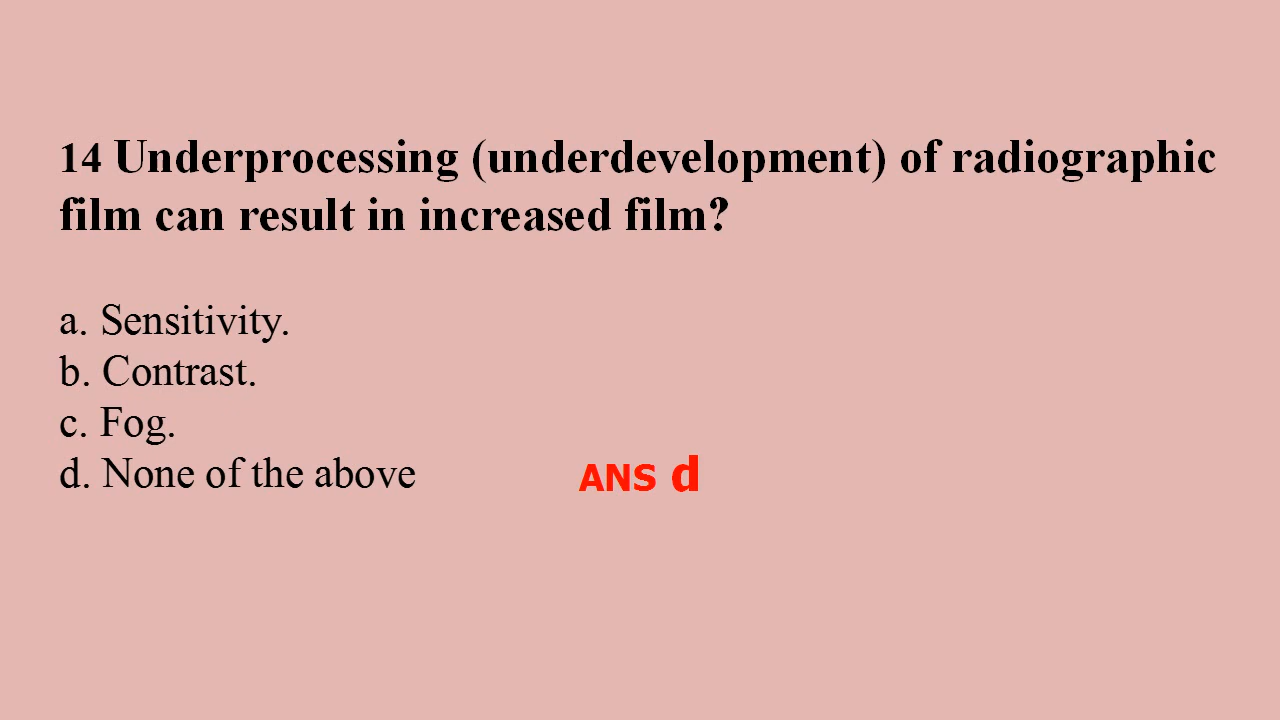 14 Underprocessing (underdevelopment) of radiographic
film can result in increased film?
a. Sensitivity.
b. Contrast.
c. Fog.
d. None of the above
ANS d